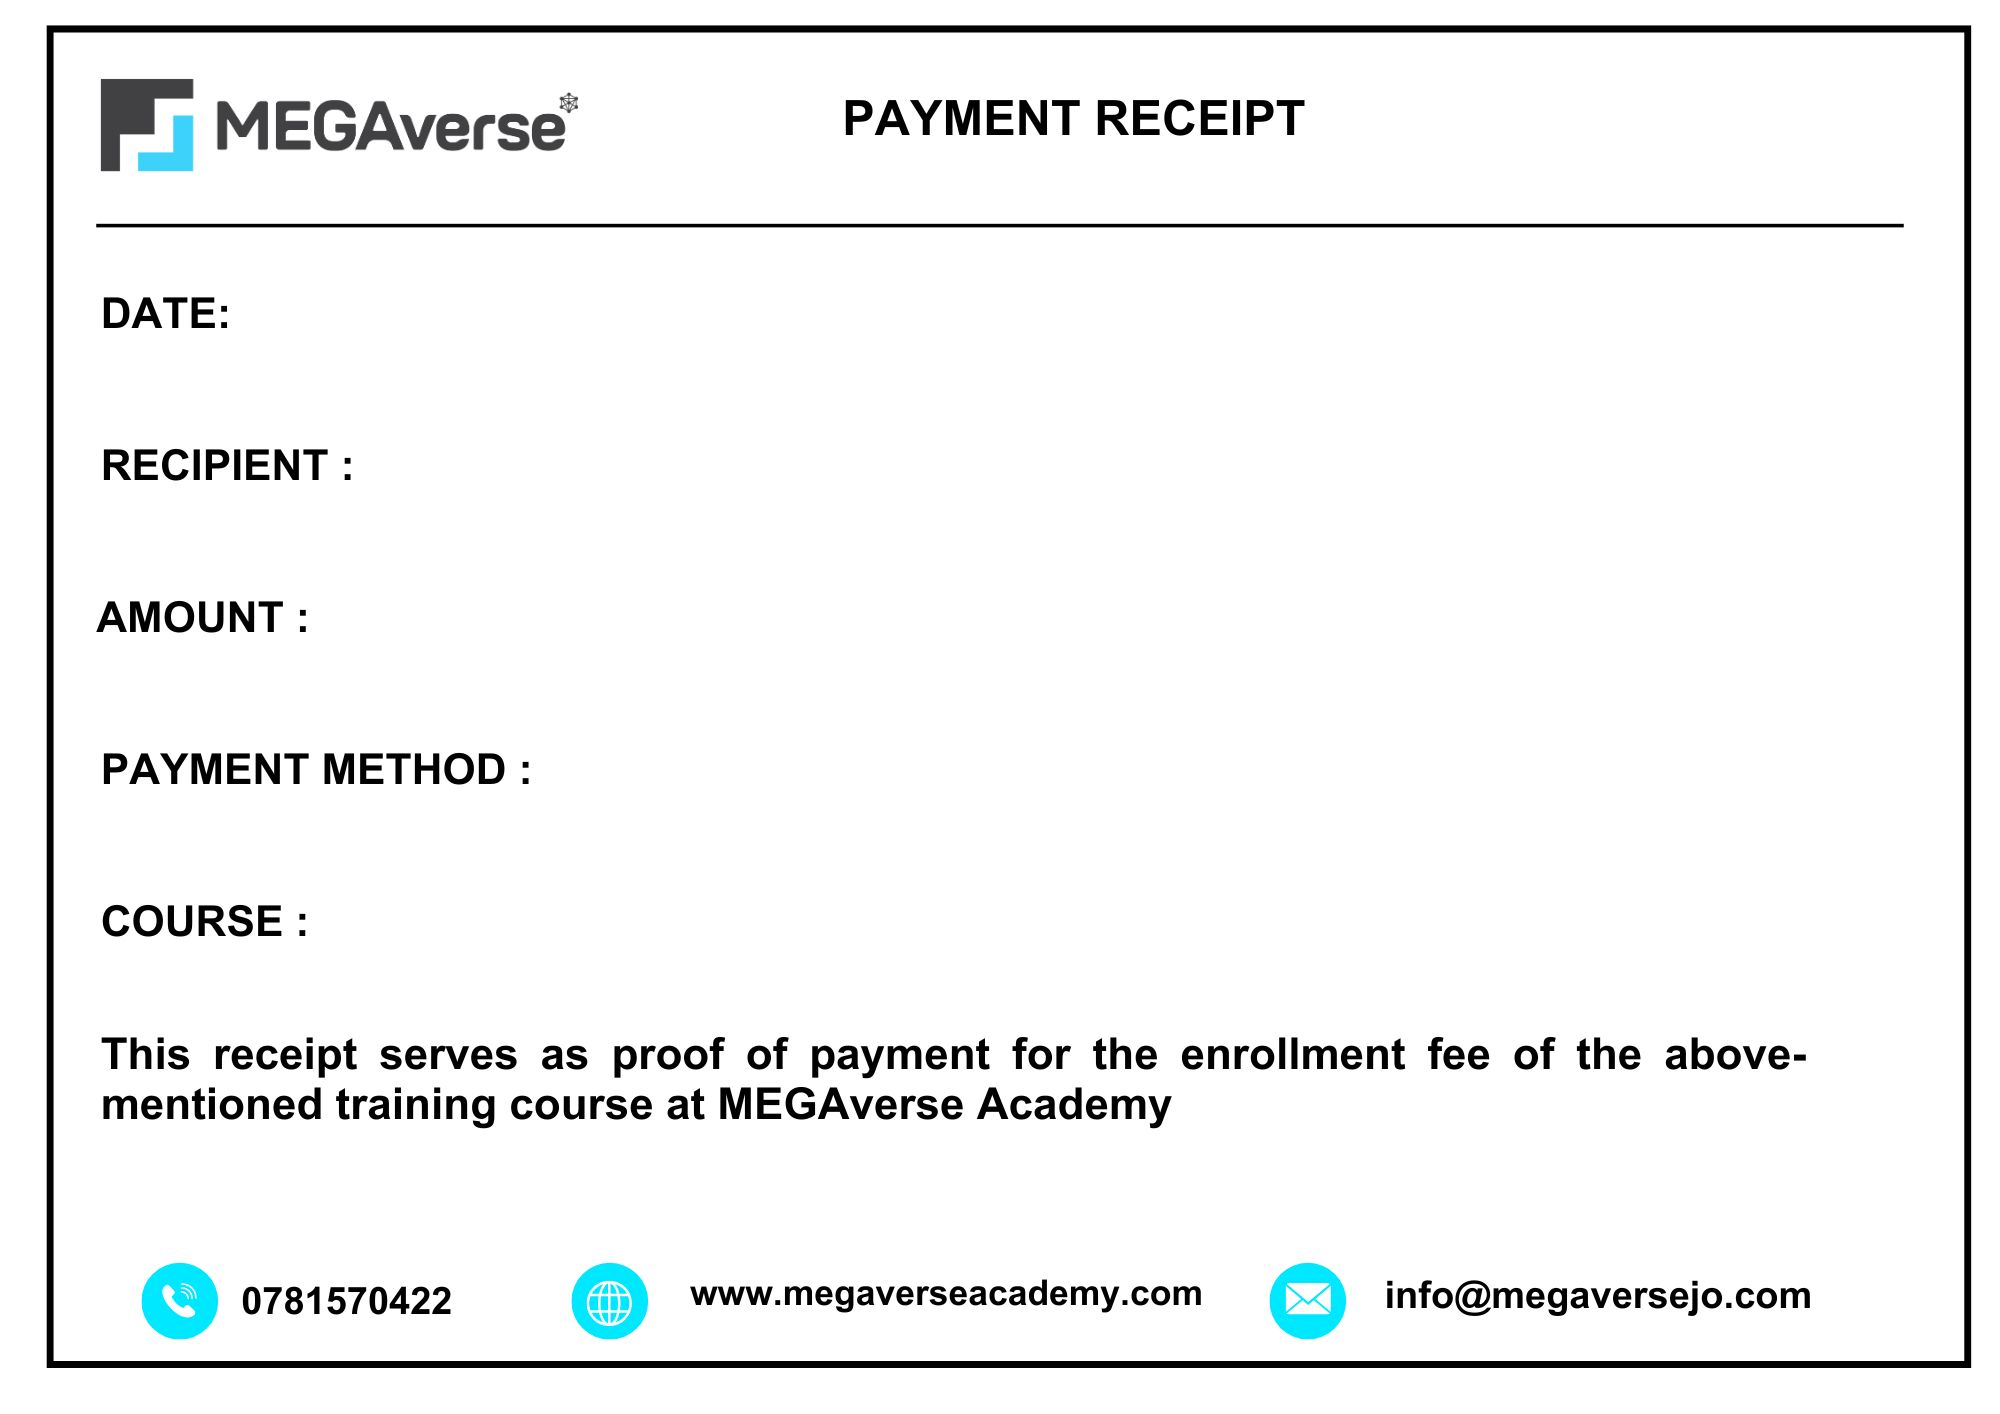 MEGAverse
PAYMENT RECEIPT
DATE:
RECIPIENT :
AMOUNT :
PAYMENT METHOD :
COURSE :
This receipt serves as proof of payment for the enrollment fee of the above-
mentioned training course at MEGAverse Academy
0781570422
www.megaverseacademy.com
info@megaversejo.com